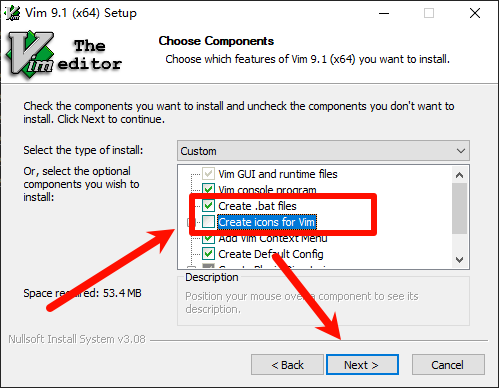 Vim 9.1 (x64) Setup
The
Vim editor
Choose Components
Choose which features of Vim 9.1 (x64) you want to install.
Check the components you want to install and uncheck the components you don't want to
install. Click Next to continue.
Select the type of install:
Custom
Or, select the optional
components you wish to
install:
Vim GUI and runtime files
Vim console program
Create .bat files
Create icons for Vim
Add Vim Context Menu
Create Default Config
Space required: 53.4 MB
Description
Position your mouse over a component to see its
description.
Nullsoft Install System v3.08
< Back
Next >
Cancel